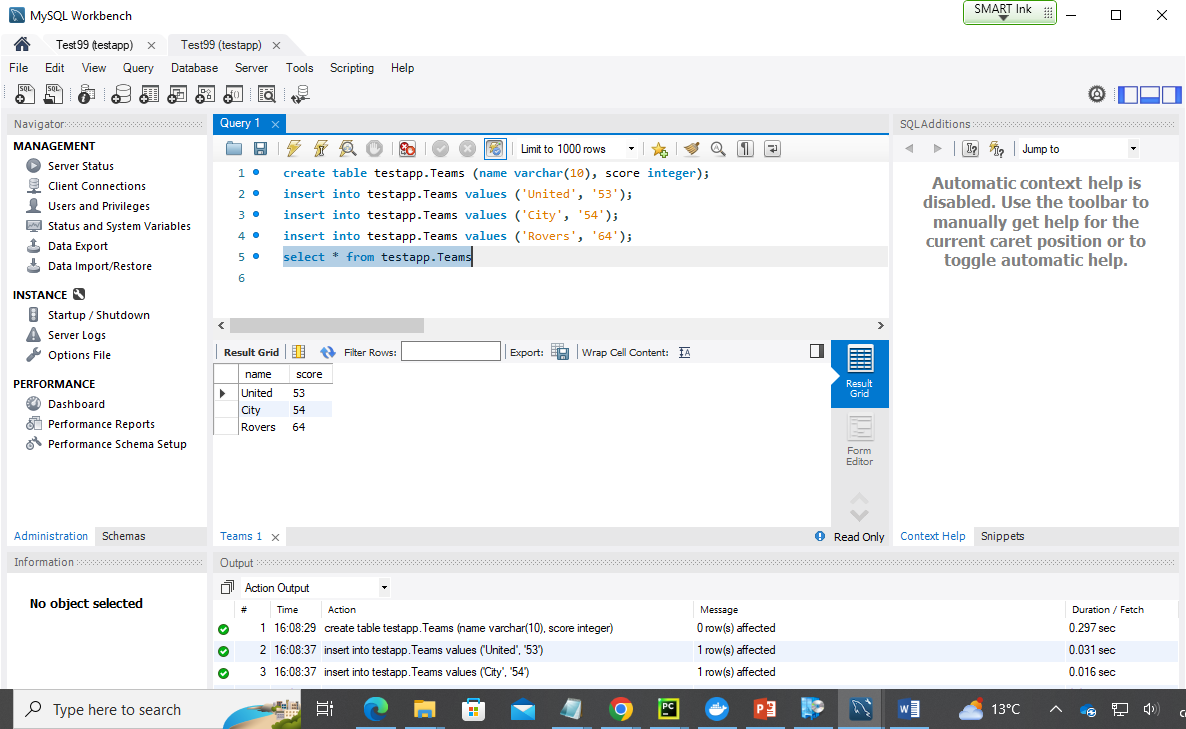 MySQL Workbench
SMART Ink
Test99 (testapp)
Test99 (testapp)
File Edit View Query Database Server Tools Scripting Help
Navigator
MANAGEMENT
Server Status
Client Connections
Users and Privileges
Status and System Variables
Data Export
Data Import/Restore
INSTANCE
Startup / Shutdown
Server Logs
Options File
PERFORMANCE
Dashboard
Performance Reports
Performance Schema Setup
Administration Schemas
Information
No object selected
Query 1
Limit to 1000 rows
1 create table testapp.Teams (name varchar(10), score integer);
2 insert into testapp.Teams values ('United', '53');
3 insert into testapp.Teams values ('City', '54');
4 insert into testapp.Teams values ('Rovers', '64');
5 select * from testapp.Teams
6
Result Grid Filter Rows: Export: Wrap Cell Content:
name score
United 53
City 54
Rovers 64
Result
Grid
Form
Editor
Teams 1
Read Only
SQLAdditions
Jump to
Automatic context help is
disabled. Use the toolbar to
manually get help for the
current caret position or to
toggle automatic help.
Context Help Snippets
Output
Action Output
# Time Action Message Duration / Fetch
1 16:08:29 create table testapp.Teams (name varchar(10), score integer) 0 row(s) affected 0.297 sec
2 16:08:37 insert into testapp.Teams values ('United', '53') 1 row(s) affected 0.031 sec
3 16:08:37 insert into testapp.Teams values ('City', '54') 1 row(s) affected 0.016 sec
Type here to search
13°C